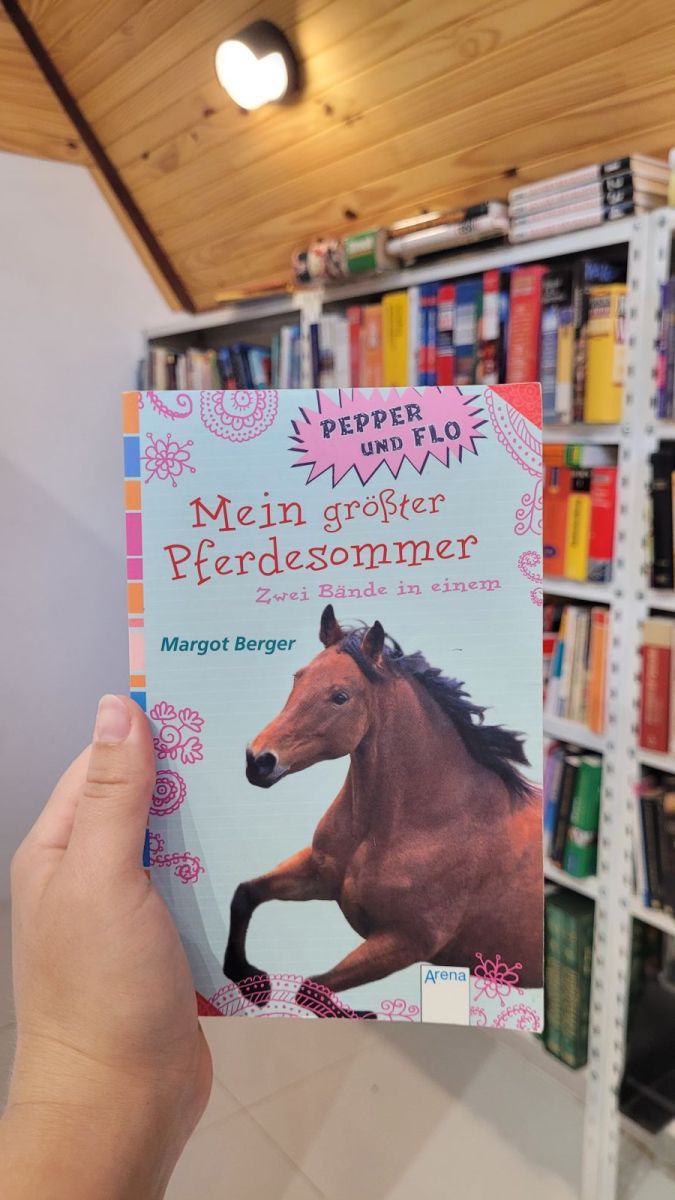 PEPPER
UND FLO
Mein größter
Pferdesommer
Zwei Bände in einem
Margot Berger
Arena